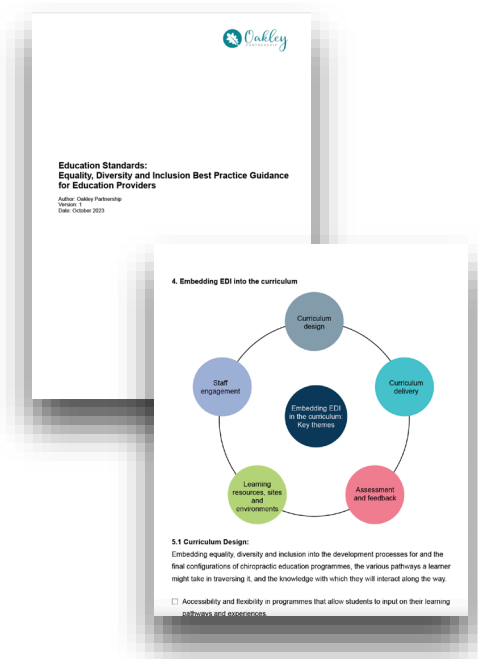 Oakley
PARTNERSHIP
Education Standards:
Equality, Diversity and Inclusion Best Practice Guidance
for Education Providers
Author: Oakley Partnership
Version: 1
Date: October 2023
4. Embedding EDI into the curriculum
Curriculum
design
Curriculum
delivery
Assessment
and feedback
Learning
resources, sites
and
environments
Staff
engagement
Embedding EDI
in the curriculum:
Key themes
5.1 Curriculum Design:
Embedding equality, diversity and inclusion into the development processes for and the
final configurations of chiropractic education programmes, the various pathways a learner
might take in traversing it, and the knowledge with which they will interact along the way.
Accessibility and flexibility in programmes that allow students to input on their learning
pathways and experiences.